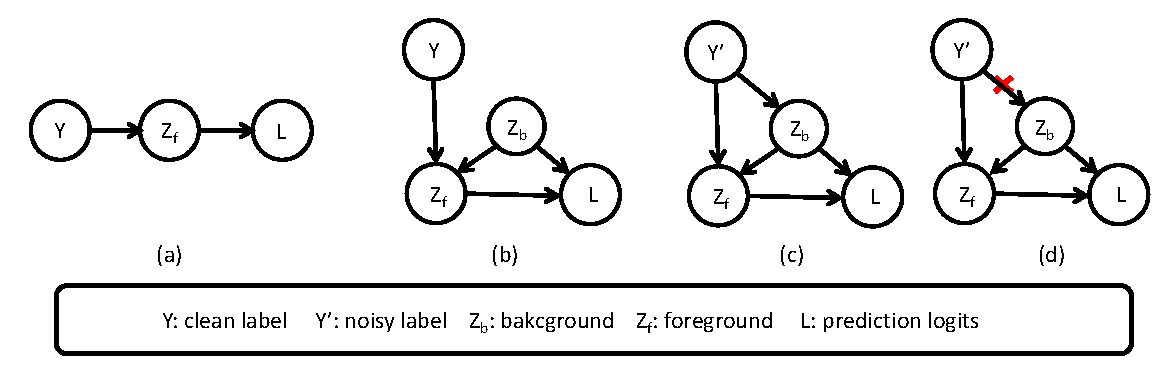 Y Z_f L
(a)
Y
Z_b
Z_f L
(b)
Y’
Z_b
Z_f L
(c)
Y’
Z_b
Z_f L
(d)
Y: clean label Y’: noisy label Z_b: bakcground Z_f: foreground L: prediction logits